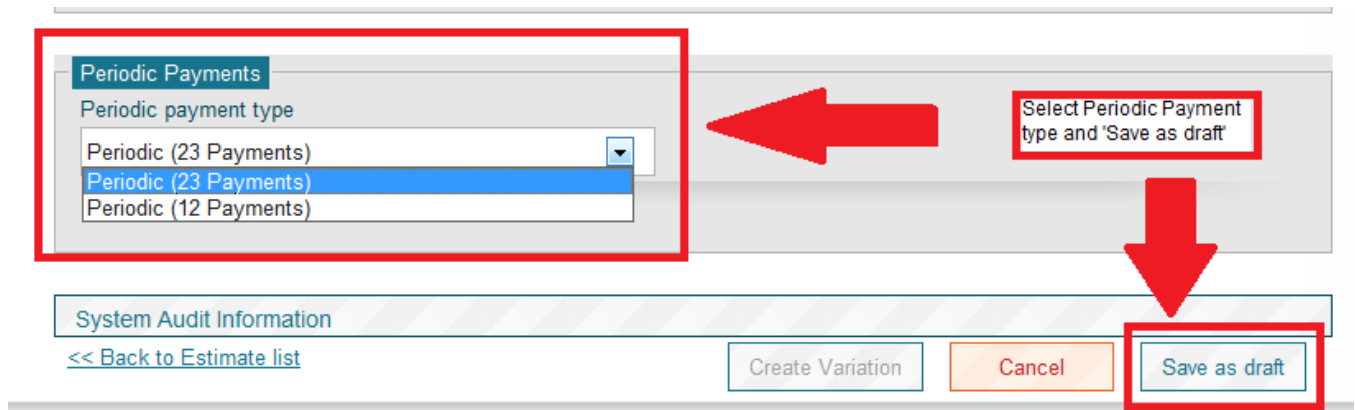 Periodic Payments
Periodic payment type
Periodic (23 Payments)
Periodic (23 Payments)
Periodic (12 Payments)
Select Periodic Payment
type and 'Save as draft'
System Audit Information
<< Back to Estimate list
Create Variation
Cancel
Save as draft